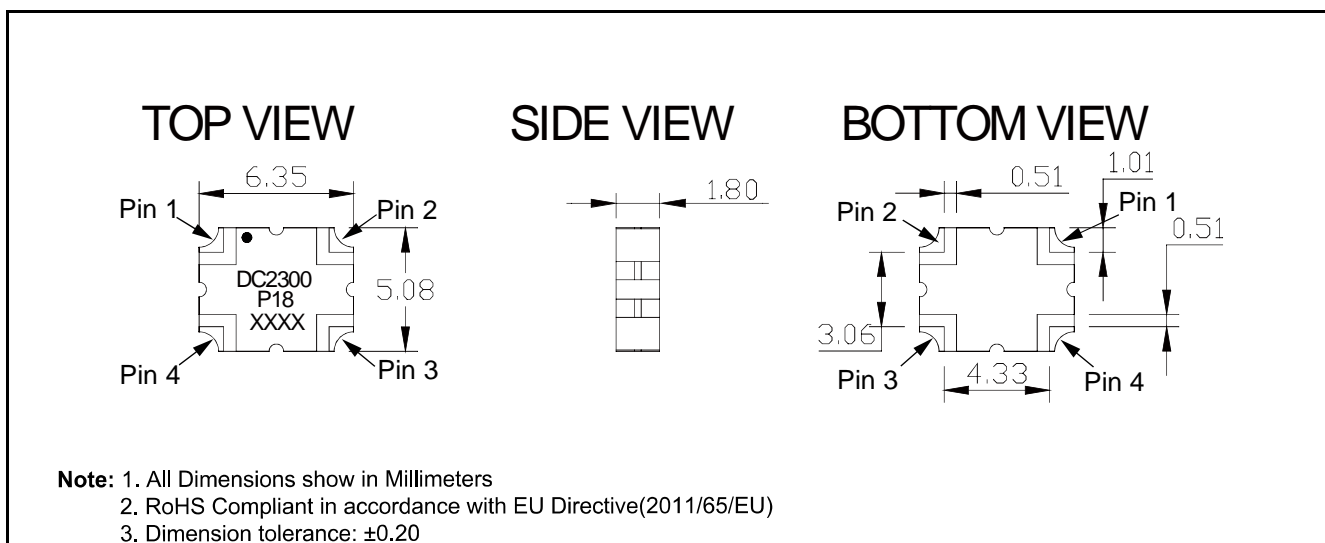 TOP VIEW
SIDE VIEW
BOTTOM VIEW
6.35
Pin 1
Pin 2
DC2300
P18
XXXX
5.08
Pin 4
Pin 3
1.80
0.51
1.01
Pin 2
Pin 1
0.51
3.06
Pin 3
4.33
Pin 4
Note: 1. All Dimensions show in Millimeters
2. RoHS Compliant in accordance with EU Directive(2011/65/EU)
3. Dimension tolerance: ±0.20